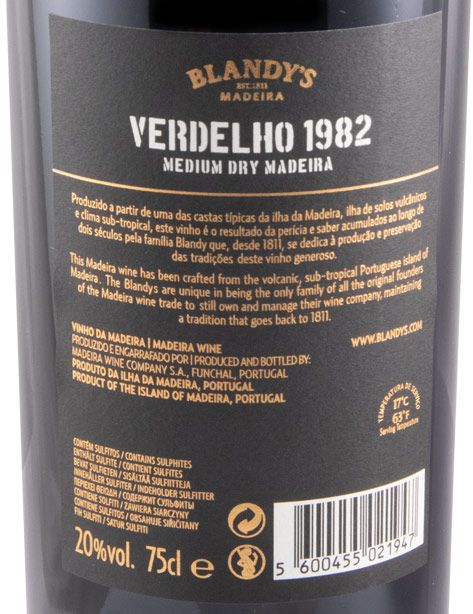 BLANDY'S
EST. 1811
MADEIRA
VERDELHO 1982
MEDIUM DRY MADEIRA
Produzido a partir de uma das castas típicas da ilha da Madeira, ilha de solos vulcânicos
e clima sub-tropical, este vinho é o resultado da perícia e saber acumulados ao longo de
dois séculos pela família Blandy que, desde 1811, se dedica à produção e preservação
das tradições deste vinho generoso.
This Madeira wine has been crafted from the volcanic, sub-tropical Portuguese island of
Madeira. The Blandys are unique in being the only family of all the original founders
of the Madeira wine trade to still own and manage their wine company, maintaining
a tradition that goes back to 1811.
VINHO DA MADEIRA | MADEIRA WINE
PRODUZIDO E ENGARRAFADO POR | PRODUCED AND BOTTLED BY:
MADEIRA WINE COMPANY S.A., FUNCHAL, PORTUGAL
PRODUTO DA ILHA DA MADEIRA, PORTUGAL
PRODUCT OF THE ISLAND OF MADEIRA, PORTUGAL
WWW.BLANDYS.COM
TEMPERATURA DE SERVIÇO
17°C
63°F
Serving Temperature
CONTÉM SULFITOS / CONTAINS SULPHITES
ENTHÄLT SULFITE / CONTIENT SULFITES
BEVAT SULFIETEN / SISÄLTÄÄ SULFIITTEJA
INNEHÅLLER SULFITER / INDEHOLDER SULFITTER
/ СОДЕРЖИТ СУЛЬФИТЫ
CONTIENE SOLFITI / ZAWIERA SIARCZYNY
CONTIENE SULFITOS / OBSAHUJE SIŘIČITANY
SULFITI / SATUR SULFITI
20%vol. 75cl e
5 600455 021947